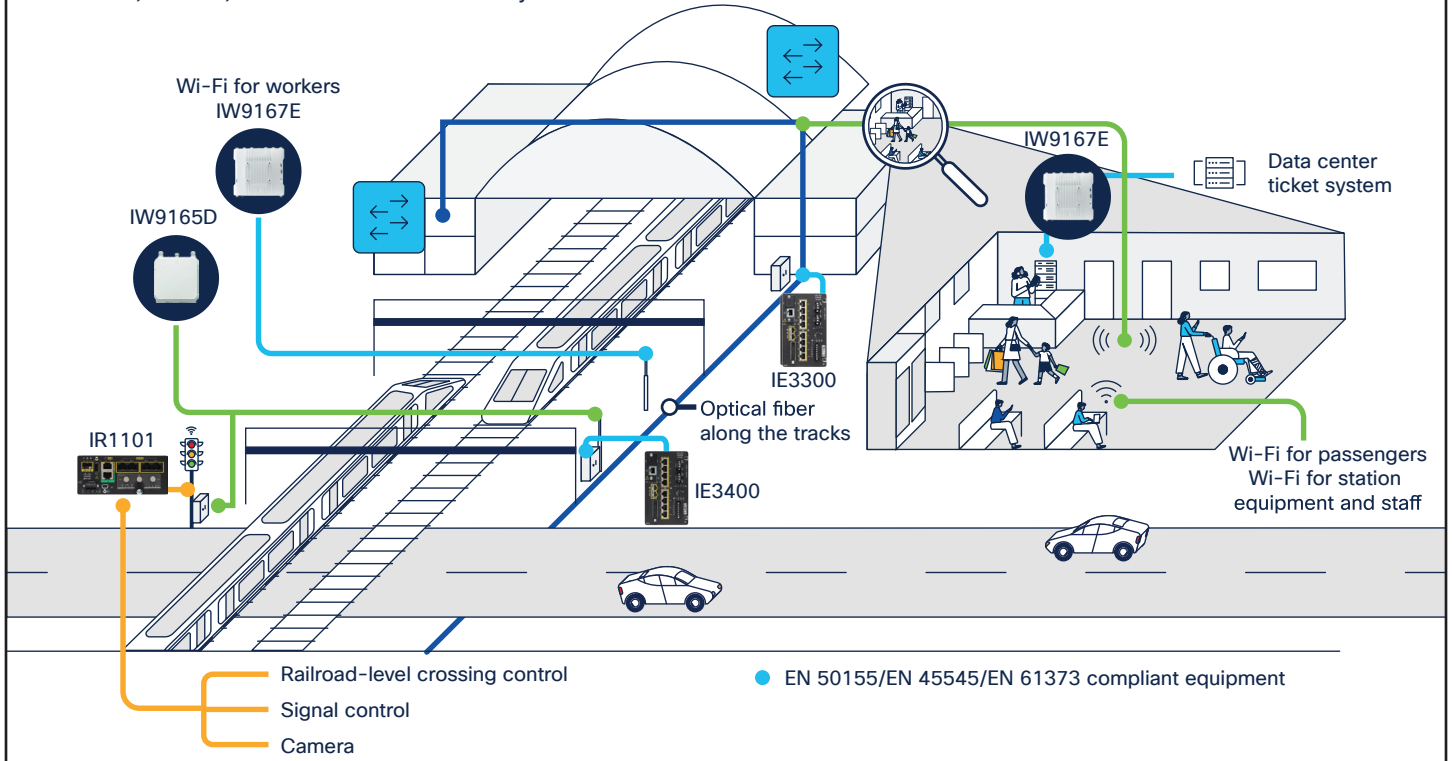 Wi-Fi for workers
IW9167E
IW9165D
IR1101
IW9167E
Data center
ticket system
IE3300
Optical fiber
along the tracks
IE3400
Wi-Fi for passengers
Wi-Fi for station
equipment and staff
Railroad-level crossing control
Signal control
Camera
EN 50155/EN 45545/EN 61373 compliant equipment